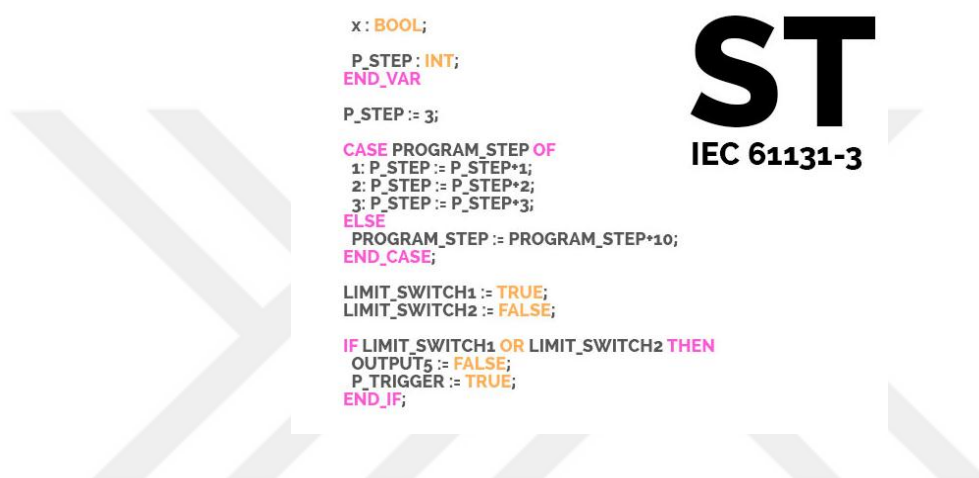 x : BOOL;
P_STEP : INT;
END_VAR
P_STEP := 3;
CASE PROGRAM_STEP OF
1: P_STEP := P_STEP+1;
2: P_STEP := P_STEP+2;
3: P_STEP := P_STEP+3;
ELSE
PROGRAM_STEP := PROGRAM_STEP+10;
END_CASE;
LIMIT_SWITCH1 := TRUE;
LIMIT_SWITCH2 := FALSE;
IF LIMIT_SWITCH1 OR LIMIT_SWITCH2 THEN
OUTPUT5 := FALSE;
P_TRIGGER := TRUE;
END_IF;
ST
IEC 61131-3